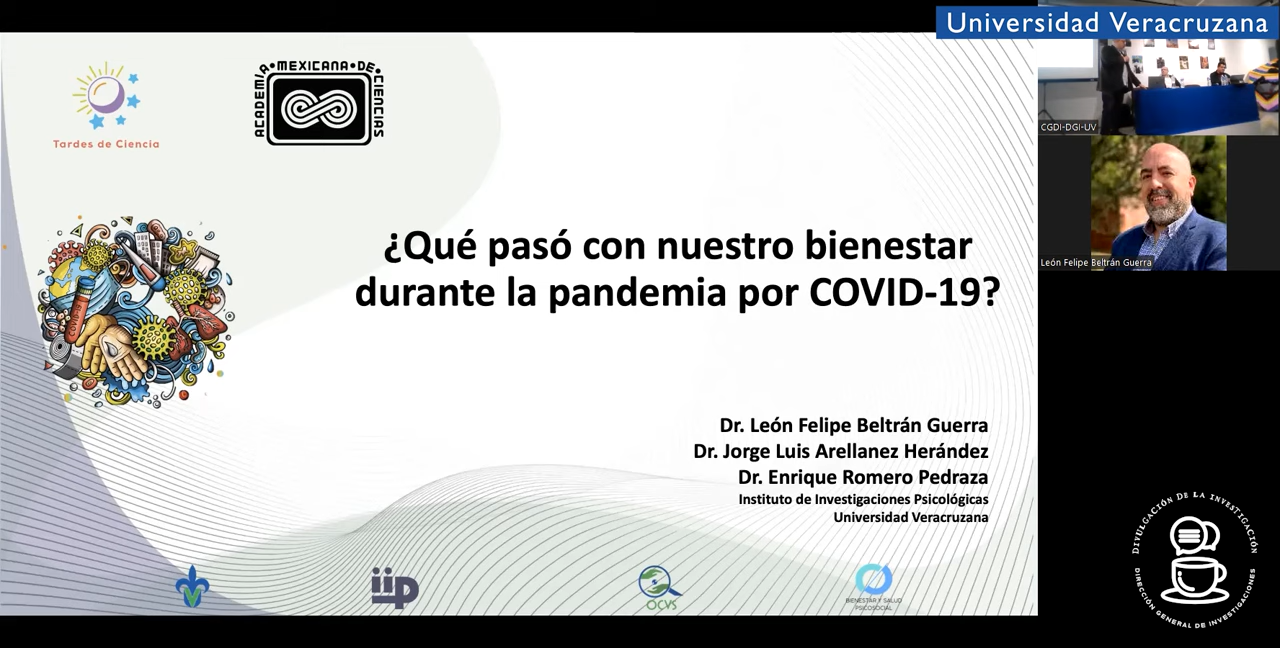 Universidad Veracruzana
ACADEMIA•MEXICANA•DE•CIENCIAS
Tardes de Ciencia
CGDI-DGI-UV
¿Qué pasó con nuestro bienestar
durante la pandemia por COVID-19?
León Felipe Beltrán Guerra
COVID-19
Dr. León Felipe Beltrán Guerra
Dr. Jorge Luis Arellanez Herández
Dr. Enrique Romero Pedraza
Instituto de Investigaciones Psicológicas
Universidad Veracruzana
iip
OCVS
BIENESTAR Y SALUD
PSICOSOCIAL
DIVULGACIÓN DE LA INVESTIGACIÓN
DIRECCIÓN GENERAL DE INVESTIGACIONES